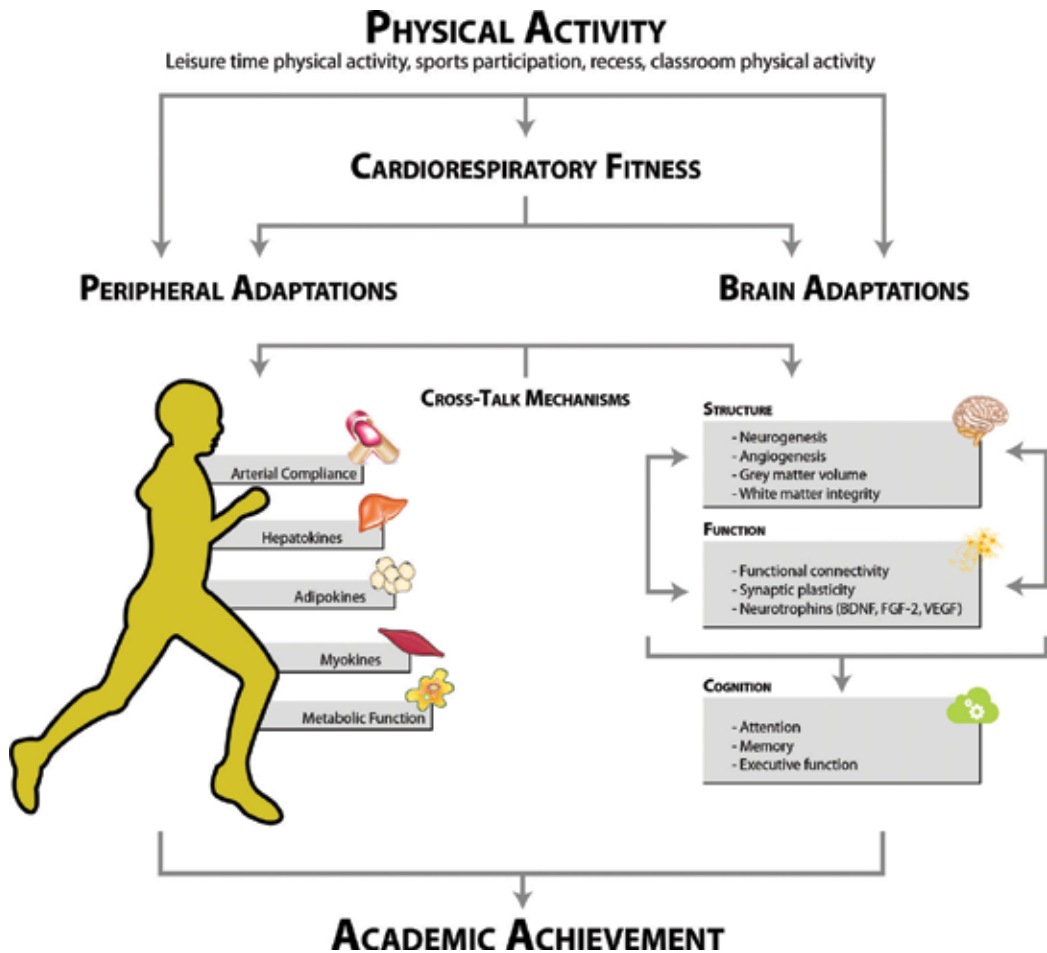 PHYSICAL ACTIVITY
Leisure time physical activity, sports participation, recess, classroom physical activity
CARDIORESPIRATORY FITNESS
PERIPHERAL ADAPTATIONS
BRAIN ADAPTATIONS
CROSS-TALK MECHANISMS
Arterial Compliance
Hepatokines
Adipokines
Myokines
Metabolic Function
STRUCTURE
- Neurogenesis
- Angiogenesis
- Grey matter volume
- White matter integrity
FUNCTION
- Functional connectivity
- Synaptic plasticity
- Neurotrophins (BDNF, FGF-2, VEGF)
COGNITION
- Attention
- Memory
- Executive function
ACADEMIC ACHIEVEMENT